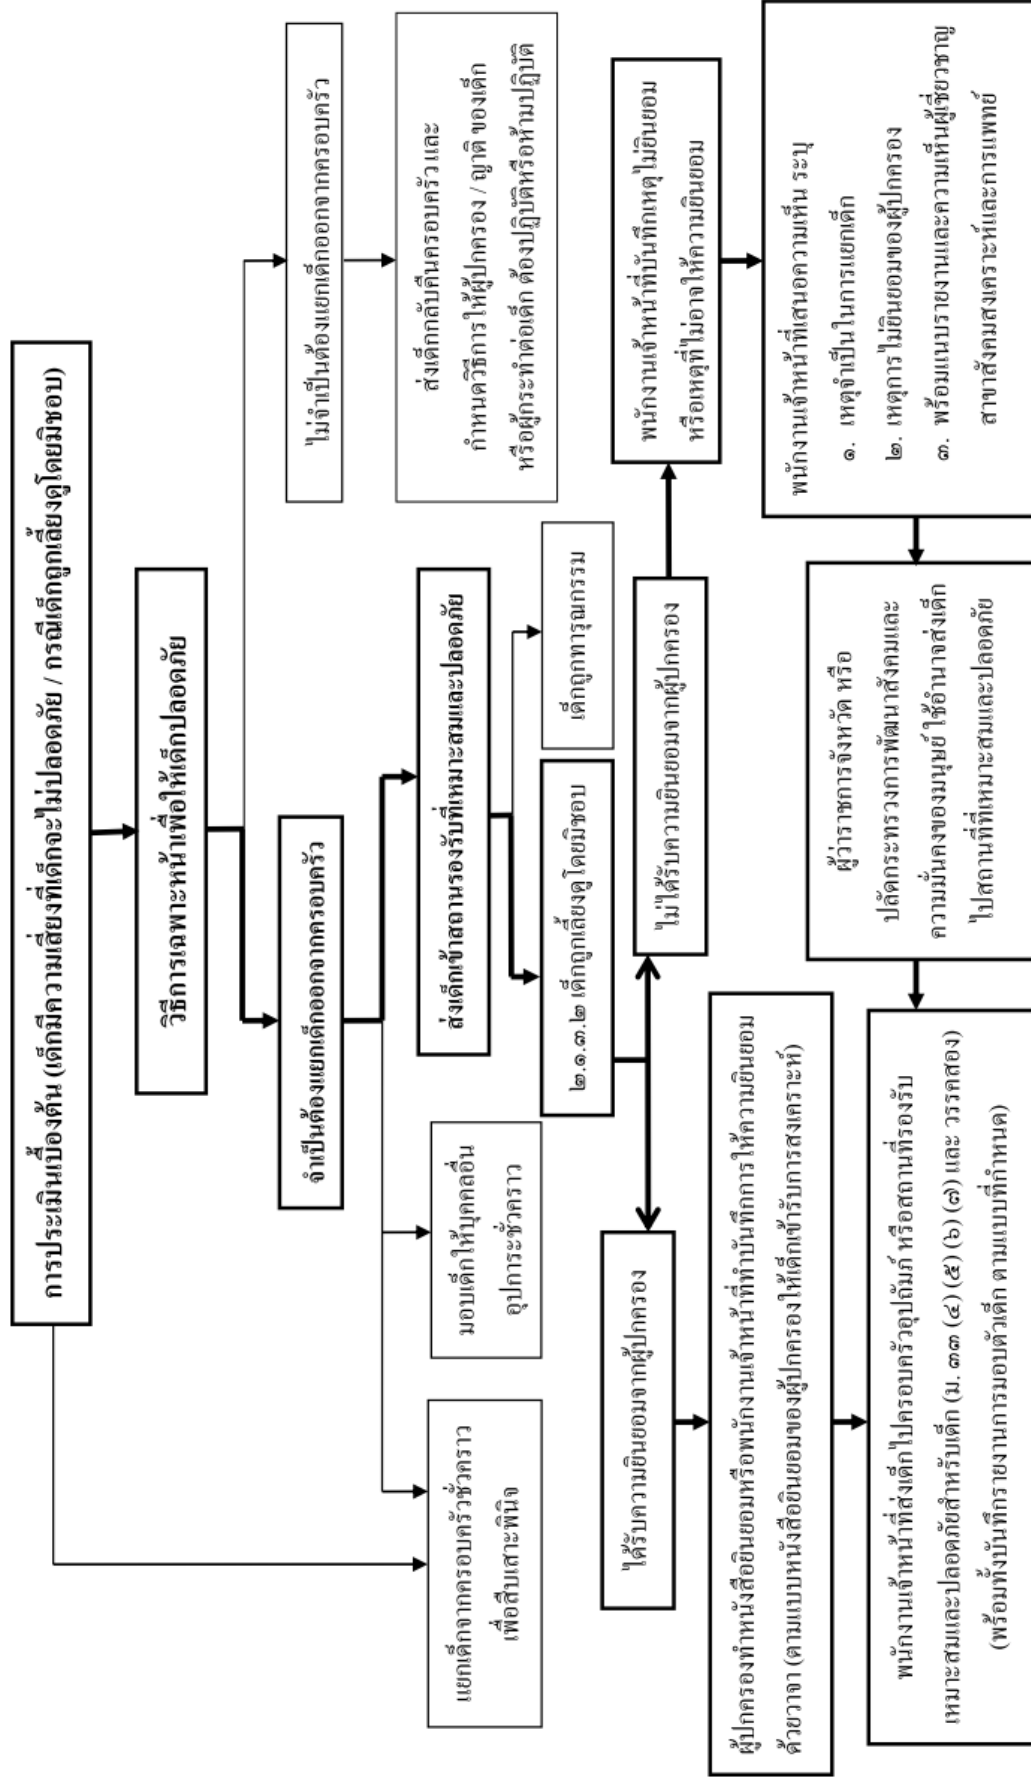 การประเมินเบื้องต้น (เด็กมีความเสี่ยงที่เด็กจะไม่ปลอดภัย / กรณีเด็กถูกเลี้ยงดูโดยมิชอบ)
วิธีการเฉพาะหน้าเพื่อให้เด็กปลอดภัย
จำเป็นต้องแยกเด็กออกจากครอบครัว
ไม่จำเป็นต้องแยกเด็กออกจากครอบครัว
ส่งเด็กกลับคืนครอบครัว และ
กำหนดวิธีการให้ผู้ปกครอง / ญาติ ของเด็ก
หรือผู้กระทำต่อเด็ก ต้องปฏิบัติหรือห้ามปฏิบัติ
แยกเด็กจากครอบครัวชั่วคราว
เพื่อสืบเสาะพินิจ
มอบเด็กให้บุคคลอื่น
อุปการะชั่วคราว
ส่งเด็กเข้าสถานรองรับที่เหมาะสมและปลอดภัย
๒.๑.๓.๒ เด็กถูกเลี้ยงดูโดยมิชอบ
เด็กถูกทารุณกรรม
ได้รับความยินยอมจากผู้ปกครอง
ไม่ได้รับความยินยอมจากผู้ปกครอง
พนักงานเจ้าหน้าที่บันทึกเหตุไม่ยินยอม
หรือเหตุที่ไม่อาจให้ความยินยอม
ผู้ปกครองทำหนังสือยินยอมหรือพนักงานเจ้าหน้าที่ทำบันทึกการให้ความยินยอม
ด้วยวาจา (ตามแบบหนังสือยินยอมของผู้ปกครองให้เด็กเข้ารับการสงเคราะห์)
พนักงานเจ้าหน้าที่เสนอความเห็น ระบุ
๑. เหตุจำเป็นในการแยกเด็ก
๒. เหตุการไม่ยินยอมของผู้ปกครอง
๓. พร้อมแนบรายงานและความเห็นผู้เชี่ยวชาญ
สาขาสังคมสงเคราะห์และการแพทย์
ผู้ว่าราชการจังหวัด หรือ
ปลัดกระทรวงการพัฒนาสังคมและ
ความมั่นคงของมนุษย์ ใช้อำนาจส่งเด็ก
ไปสถานที่ที่เหมาะสมและปลอดภัย
พนักงานเจ้าหน้าที่ส่งเด็กไปครอบครัวอุปถัมภ์ หรือสถานที่รองรับ
เหมาะสมและปลอดภัยสำหรับเด็ก (ม. ๓๓ (๔) (๕) (๖) (๗) และ วรรคสอง)
(พร้อมทั้งบันทึกรายงานการมอบตัวเด็ก ตามแบบที่กำหนด)